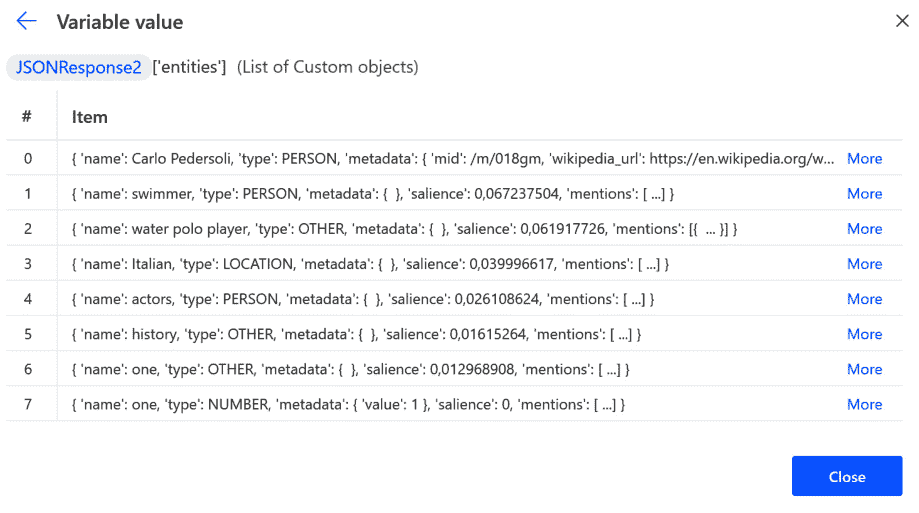 ← Variable value ×
JSONResponse2 ['entities'] (List of Custom objects)
# Item
0 { 'name': Carlo Pedersoli, 'type': PERSON, 'metadata': { 'mid': /m/018gm, 'wikipedia_url': https://en.wikipedia.org/w... More
1 { 'name': swimmer, 'type': PERSON, 'metadata': { }, 'salience': 0,067237504, 'mentions': [ ...] } More
2 { 'name': water polo player, 'type': OTHER, 'metadata': { }, 'salience': 0,061917726, 'mentions': [{ ... }] } More
3 { 'name': Italian, 'type': LOCATION, 'metadata': { }, 'salience': 0,039996617, 'mentions': [ ...] } More
4 { 'name': actors, 'type': PERSON, 'metadata': { }, 'salience': 0,026108624, 'mentions': [ ...] } More
5 { 'name': history, 'type': OTHER, 'metadata': { }, 'salience': 0,01615264, 'mentions': [ ...] } More
6 { 'name': one, 'type': OTHER, 'metadata': { }, 'salience': 0,012968908, 'mentions': [ ...] } More
7 { 'name': one, 'type': NUMBER, 'metadata': { 'value': 1 }, 'salience': 0, 'mentions': [ ...] } More
Close